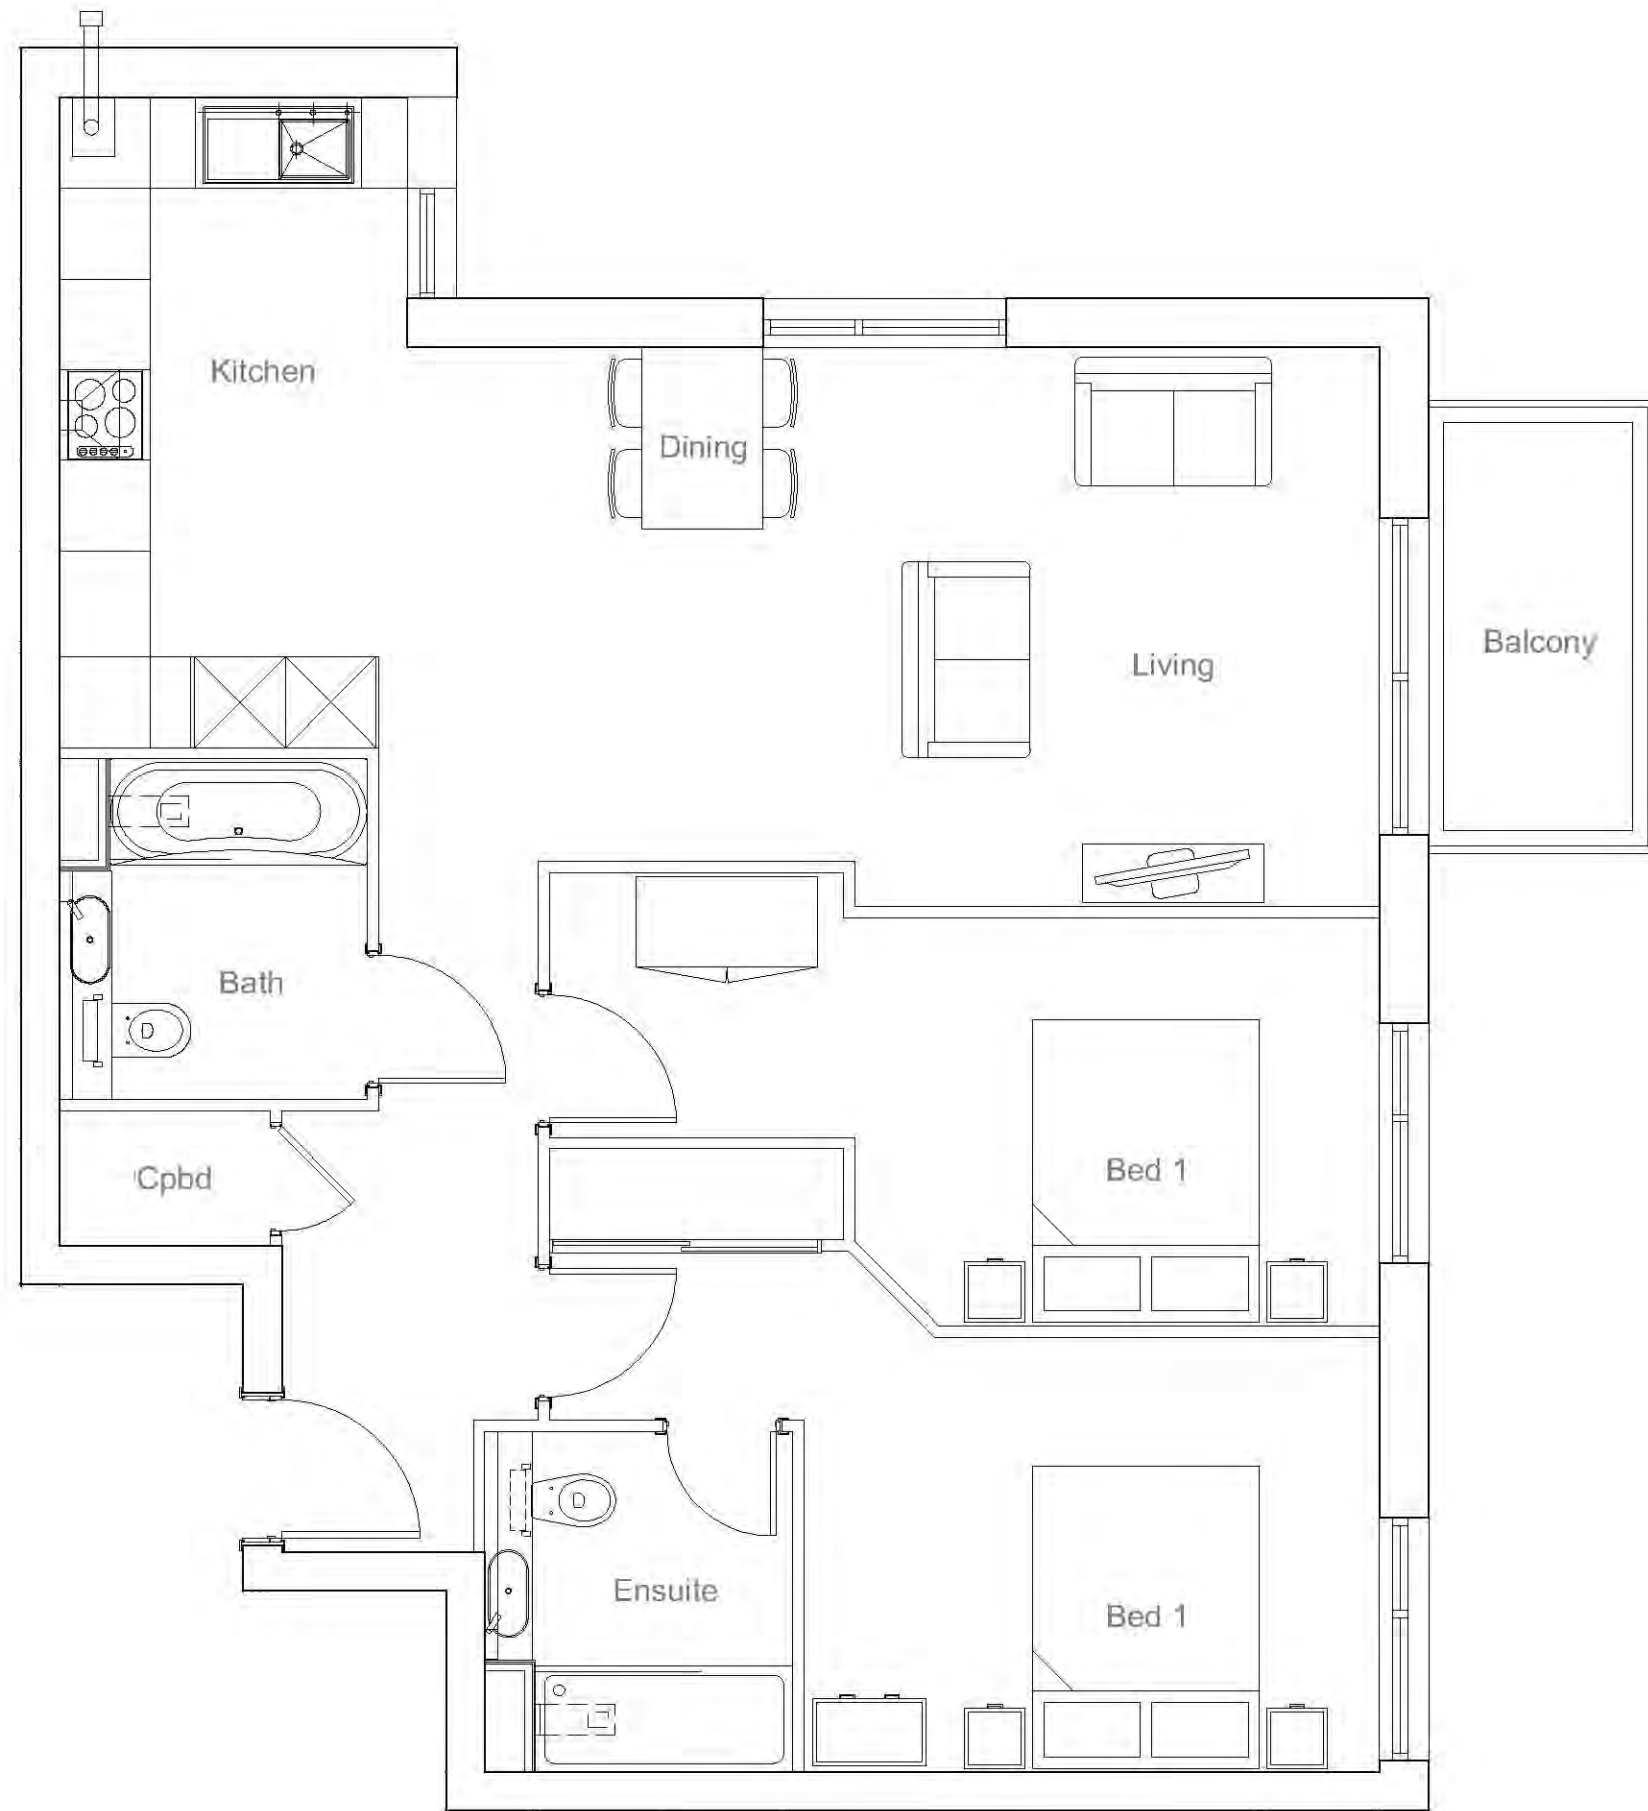 Kitchen
Dining
Living
Balcony
Bath
Cpbd
Bed 1
Ensuite
Bed 1